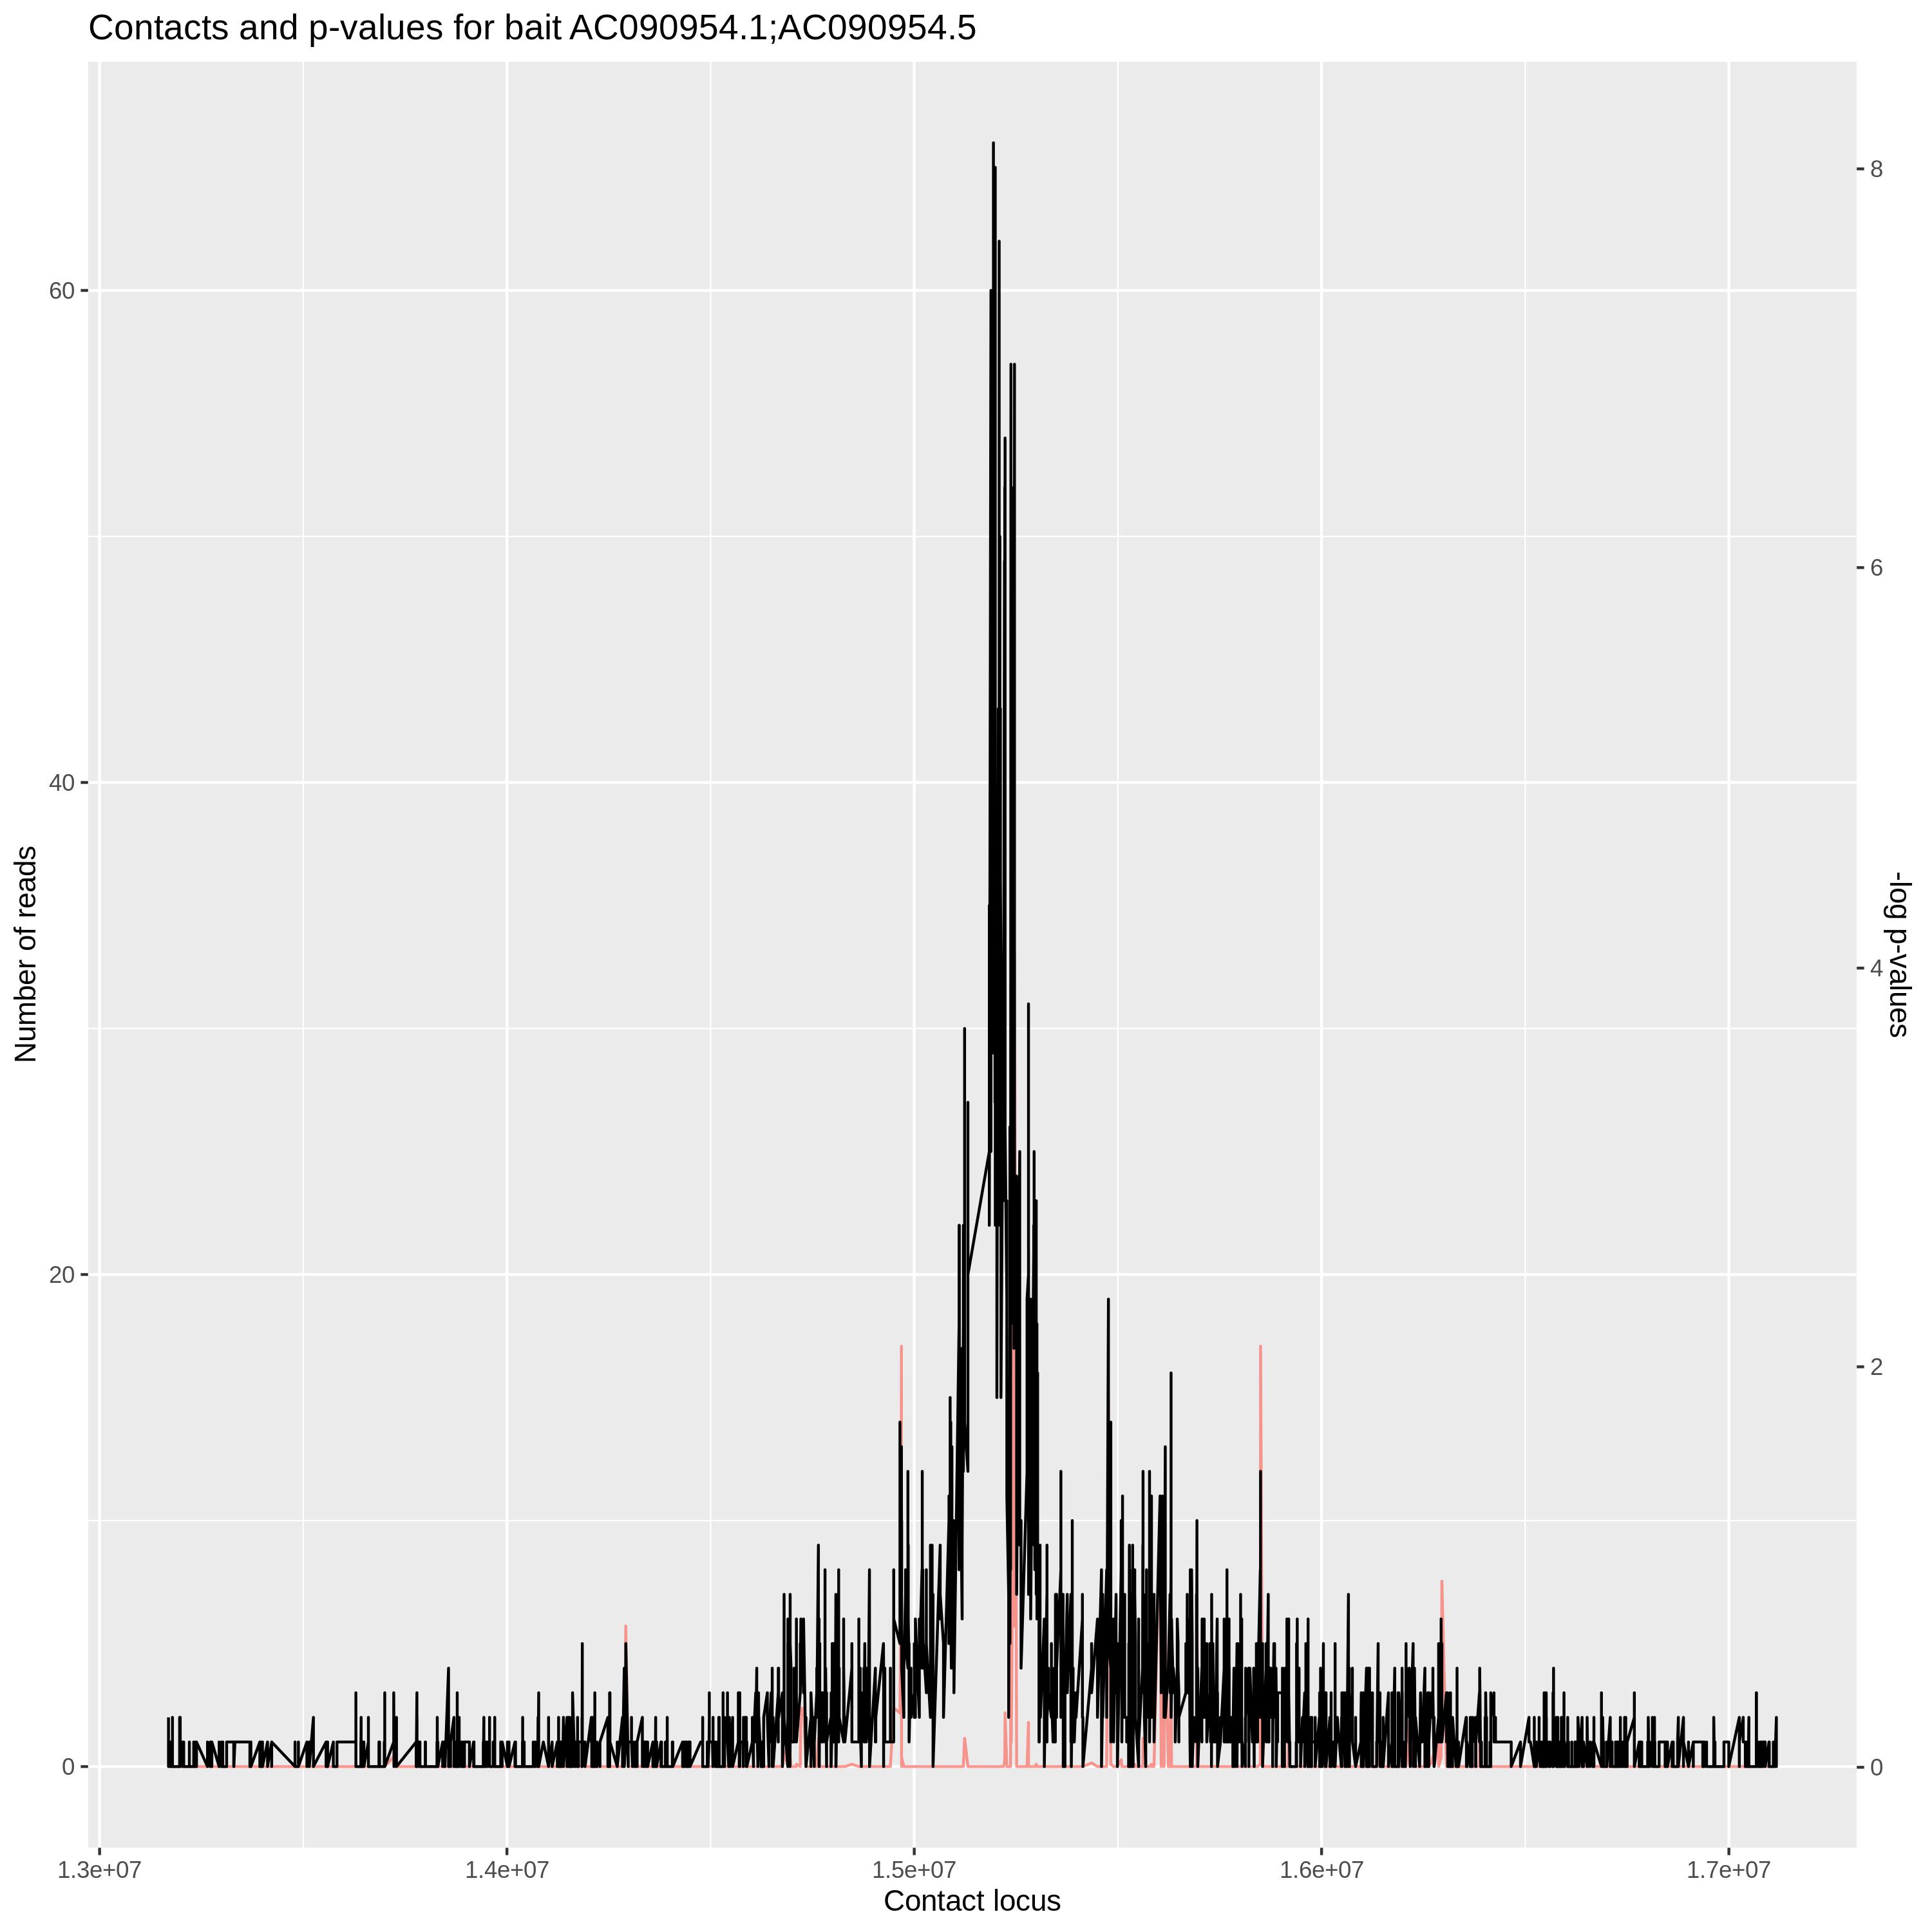 Contacts and p-values for bait AC090954.1;AC090954.5
Number of reads
60
40
20
0
8
6
4
2
0
-log p-values
1.3e+07 1.4e+07 1.5e+07 1.6e+07 1.7e+07
Contact locus